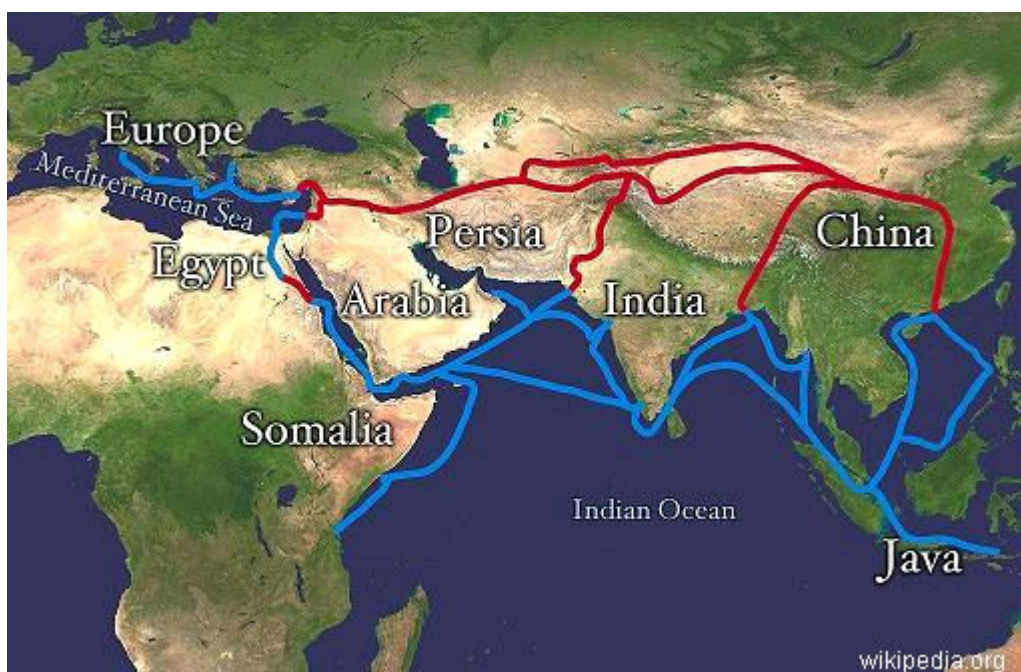 Europe
Mediterranean Sea
Egypt
Persia
China
Arabia
India
Somalia
Indian Ocean
Java
wikipedia.org